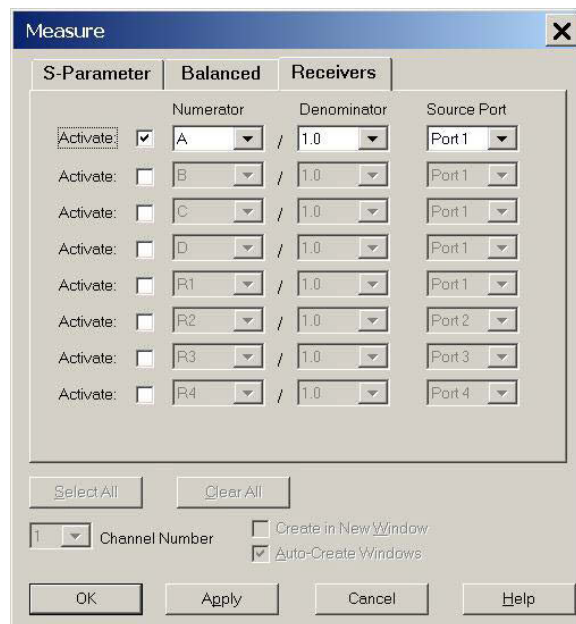 Measure
S-Parameter Balanced Receivers
Numerator Denominator Source Port
Activate: A / 1.0 Port 1
Activate: B / 1.0 Port 1
Activate: C / 1.0 Port 1
Activate: D / 1.0 Port 1
Activate: R1 / 1.0 Port 1
Activate: R2 / 1.0 Port 2
Activate: R3 / 1.0 Port 3
Activate: R4 / 1.0 Port 4
Select All Clear All
1 Channel Number Create in New Window
Auto-Create Windows
OK Apply Cancel Help